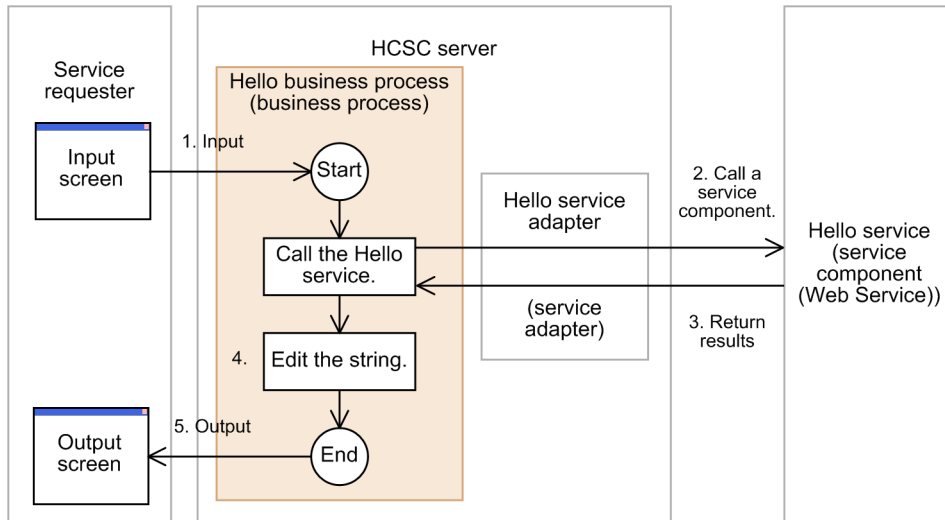 HCSC server
Service
requester
Hello business process
(business process)
Input
screen
1. Input
Start
Hello service
adapter
2. Call a
service
component.
Call the Hello
service.
Hello service
(service
component
(Web Service))
(service
adapter)
3. Return
results
4.
Edit the string.
5. Output
Output
screen
End